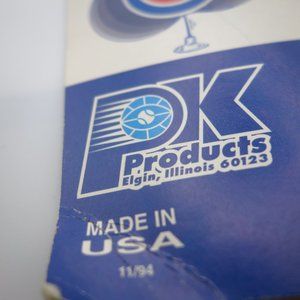 PK
Products
Elgin, Illinois 60123
MADE IN
USA
11/94